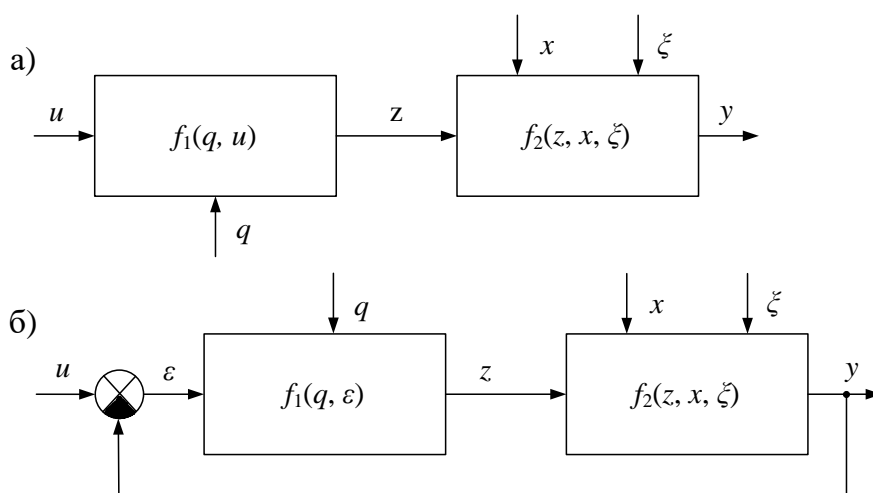 а)
x
ξ
u
f₁(q, u)
z
f₂(z, x, ξ)
y
q
б)
q
x
ξ
u
ε
f₁(q, ε)
z
f₂(z, x, ξ)
y